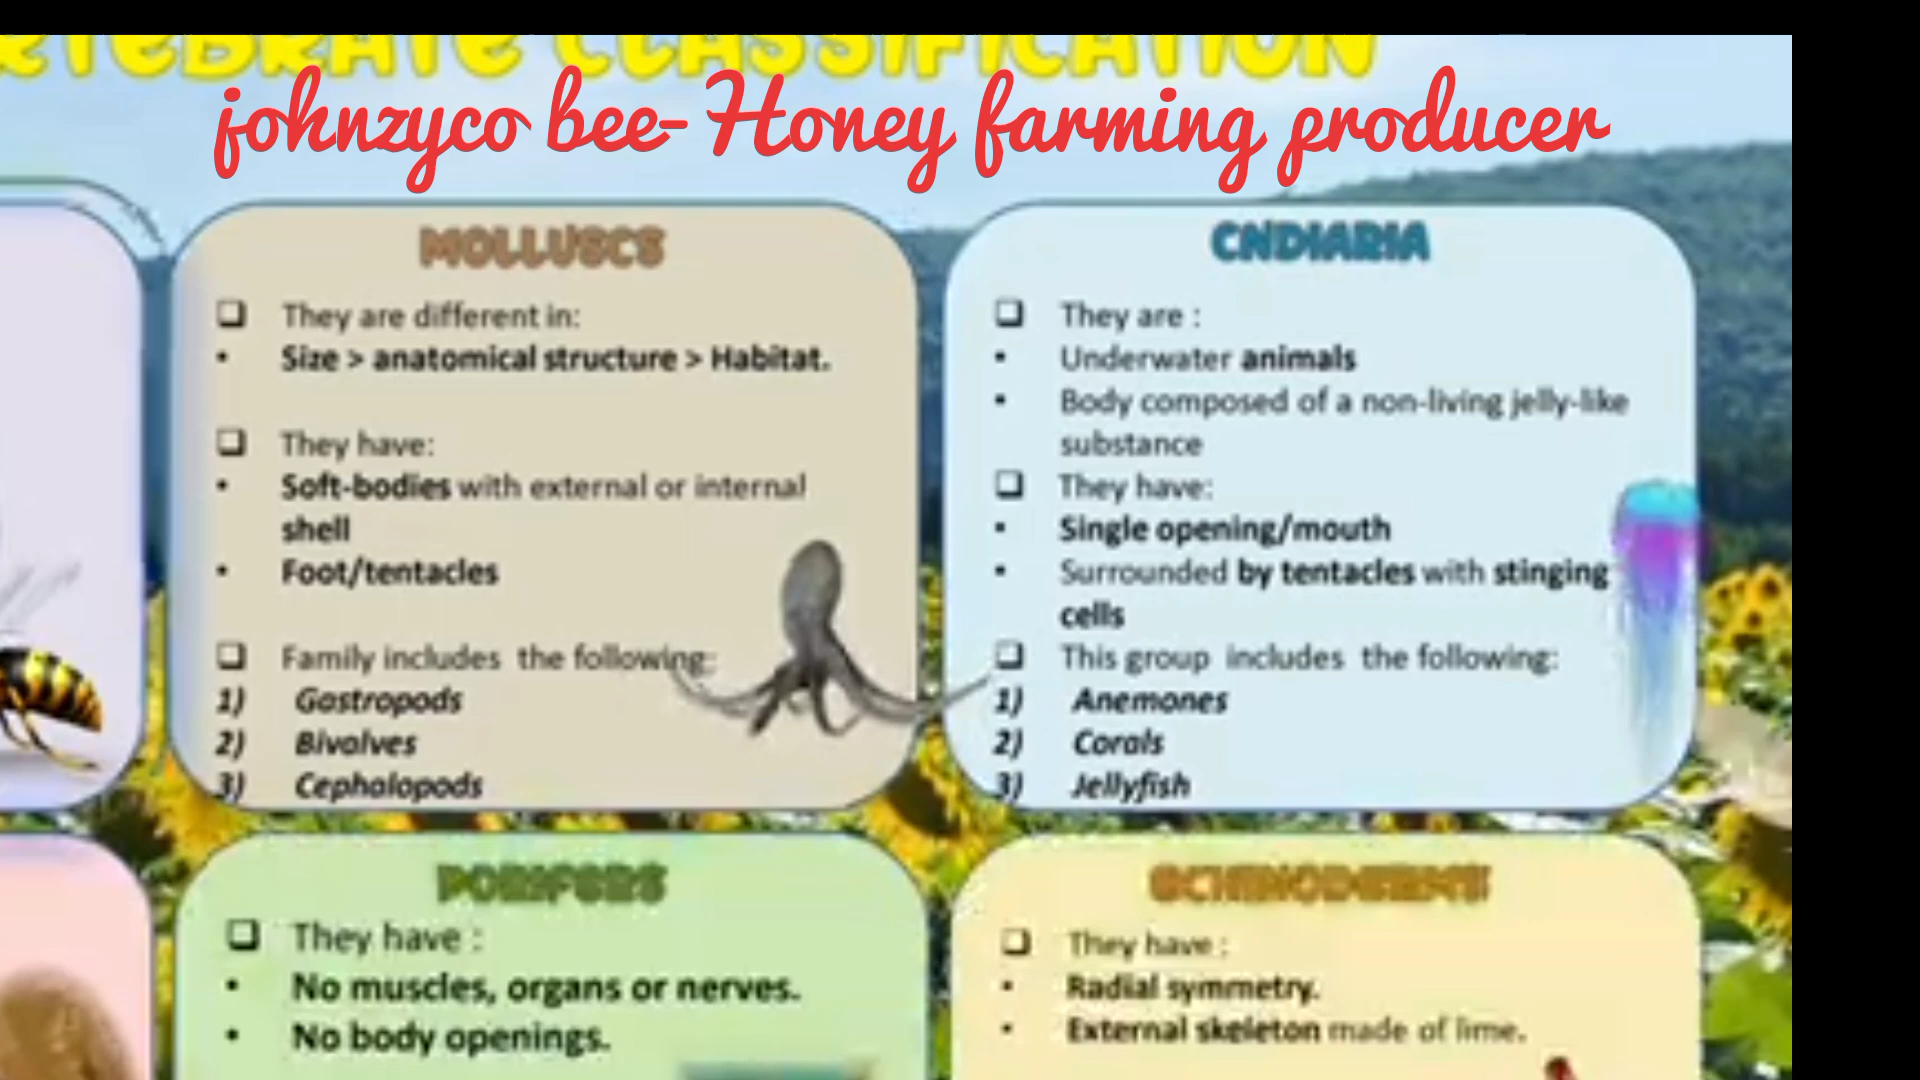 RTEBRATE CLASSIFICATION
johnzyco bee- Honey farming producer
MOLLUSCS
❑ They are different in:
• Size > anatomical structure > Habitat.
❑ They have:
• Soft-bodies with external or internal
shell
• Foot/tentacles
❑ Family includes the following:
1) Gastropods
2) Bivalves
3) Cephalopods
CNDIARIA
❑ They are :
• Underwater animals
• Body composed of a non-living jelly-like
substance
❑ They have:
• Single opening/mouth
• Surrounded by tentacles with stinging
cells
❑ This group includes the following:
1) Anemones
2) Corals
3) Jellyfish
PORIFERS
❑ They have :
• No muscles, organs or nerves.
• No body openings.
ECHINODERMS
❑ They have :
• Radial symmetry.
• External skeleton made of lime.